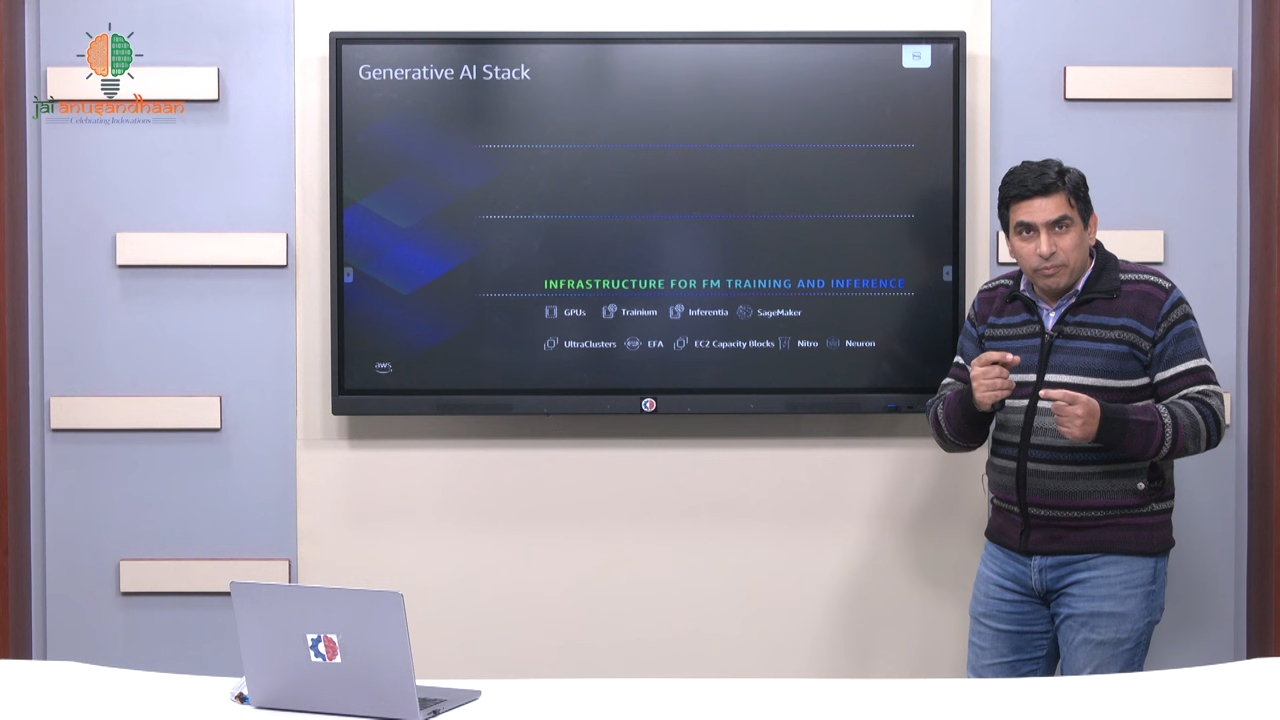 jai anusandhaan
Celebrating Indovations
Generative AI Stack
INFRASTRUCTURE FOR FM TRAINING AND INFERENCE
GPUs Trainium Inferentia SageMaker
UltraClusters EFA EC2 Capacity Blocks Nitro Neuron
aws